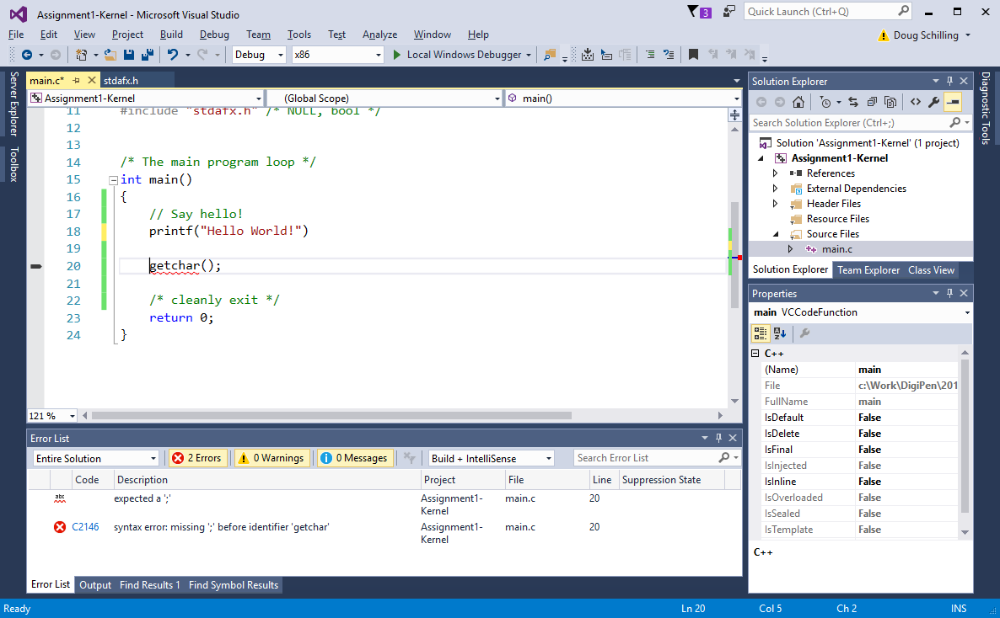 Assignment1-Kernel - Microsoft Visual Studio
3
Quick Launch (Ctrl+Q)
File Edit View Project Build Debug Team Tools Test Analyze Window Help
Doug Schilling
Debug x86 Local Windows Debugger
Server Explorer
Toolbox
main.c* stdafx.h
Assignment1-Kernel (Global Scope) main()
11 #include "stdafx.h" /* NULL, bool */
12
13
14 /* The main program loop */
15 int main()
16 {
17 // Say hello!
18 printf("Hello World!")
19
20 getchar();
21
22 /* cleanly exit */
23 return 0;
24 }
121 %
Error List
Entire Solution 2 Errors 0 Warnings 0 Messages Build + IntelliSense Search Error List
Code Description Project File Line Suppression State
abc expected a ';' Assignment1-
Kernel main.c 20
C2146 syntax error: missing ';' before identifier 'getchar' Assignment1-
Kernel main.c 20
Error List Output Find Results 1 Find Symbol Results
Solution Explorer
Search Solution Explorer (Ctrl+;)
Solution 'Assignment1-Kernel' (1 project)
Assignment1-Kernel
References
External Dependencies
Header Files
Resource Files
Source Files
main.c
Solution Explorer Team Explorer Class View
Properties
main VCCodeFunction
C++
(Name) main
File c:\Work\DigiPen\201
FullName main
IsDefault False
IsDelete False
IsFinal False
IsInjected False
IsInline False
IsOverloaded False
IsSealed False
IsTemplate False
C++
Diagnostic Tools
Ready Ln 20 Col 5 Ch 2 INS